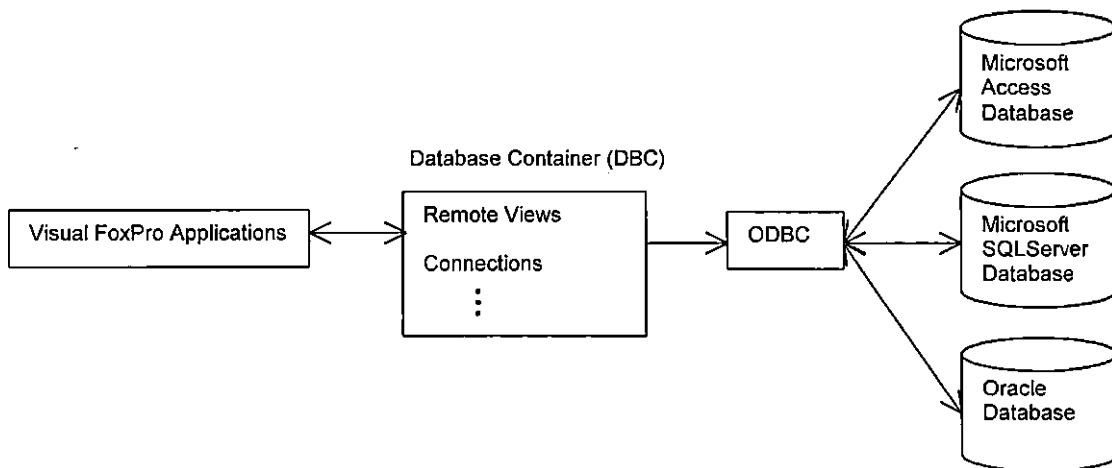 Visual FoxPro Applications
Database Container (DBC)
Remote Views
Connections
ODBC
Microsoft
Access
Database
Microsoft
SQLServer
Database
Oracle
Database